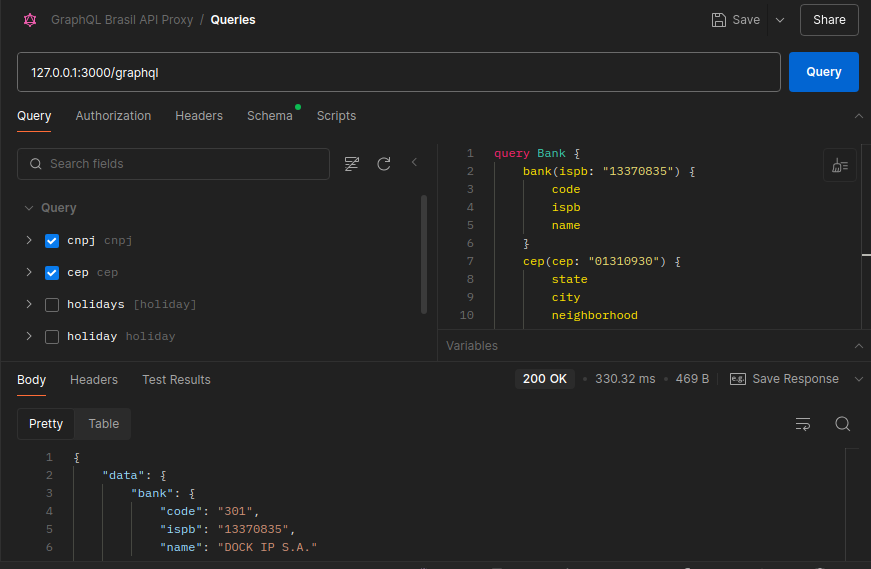 GraphQL Brasil API Proxy / Queries
Save
Share
127.0.0.1:3000/graphql
Query
Query Authorization Headers Schema Scripts
Search fields
Query
cnpj cnpj
cep cep
holidays [holiday]
holiday holiday
1 query Bank {
2 bank(ispb: "13370835") {
3 code
4 ispb
5 name
6 }
7 cep(cep: "01310930") {
8 state
9 city
10 neighborhood
Variables
Body Headers Test Results
200 OK • 330.32 ms • 469 B
e.g. Save Response
Pretty Table
1 {
2 "data": {
3 "bank": {
4 "code": "301",
5 "ispb": "13370835",
6 "name": "DOCK IP S.A."